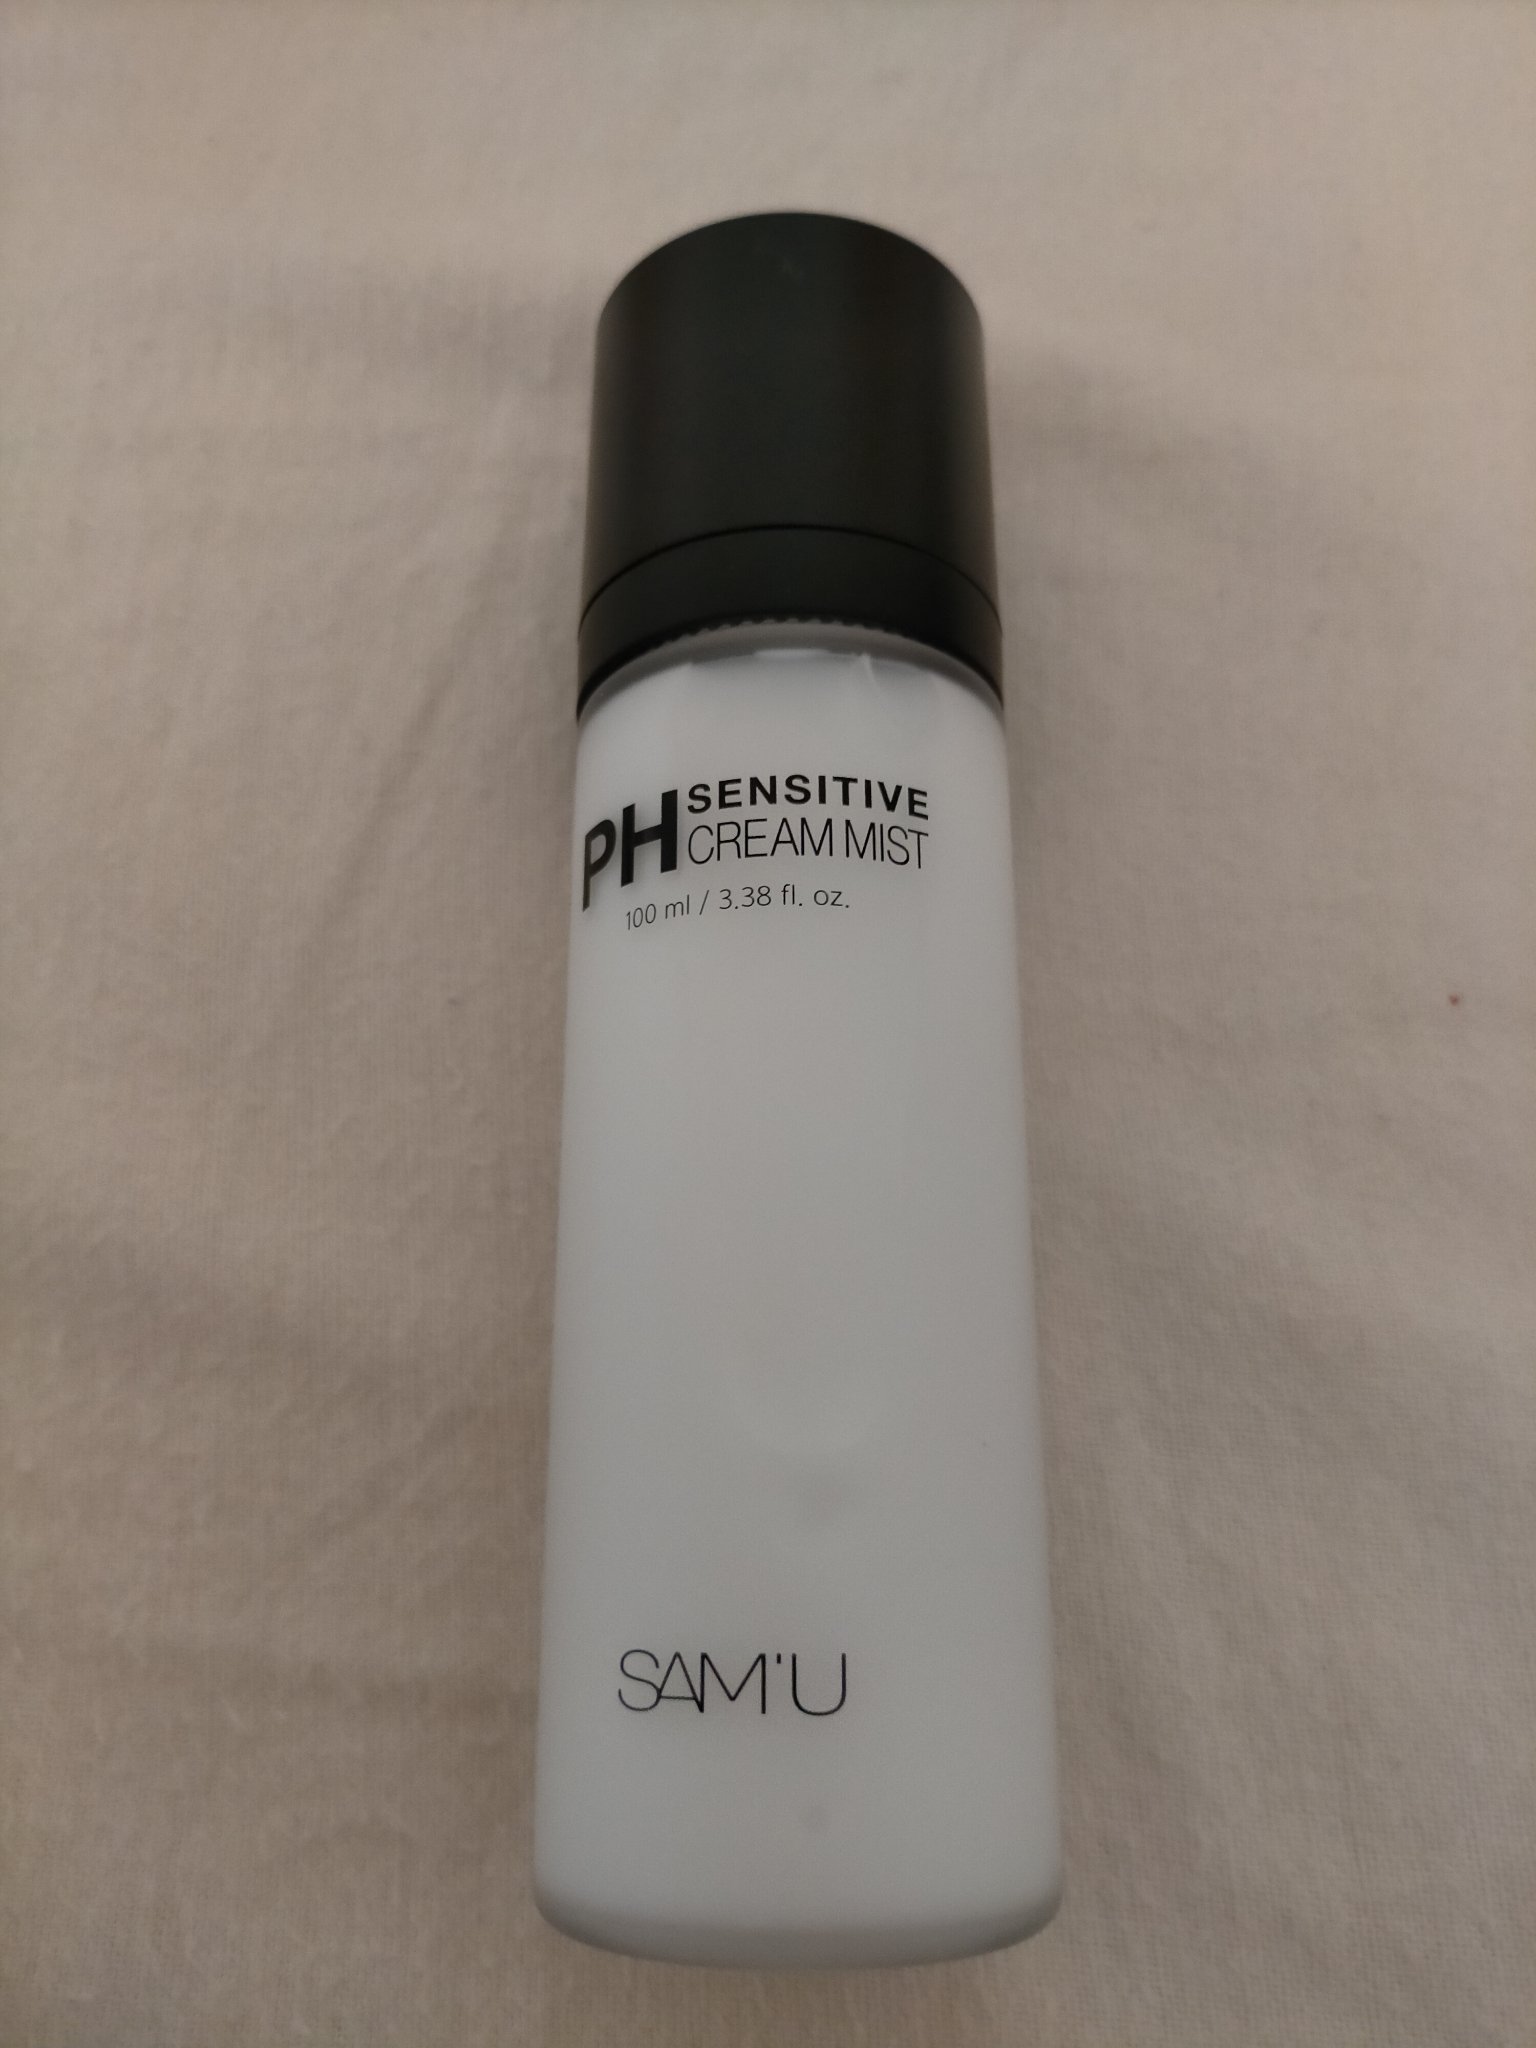 PH SENSITIVE
CREAM MIST
100 ml / 3.38 fl. oz.
SAM'U